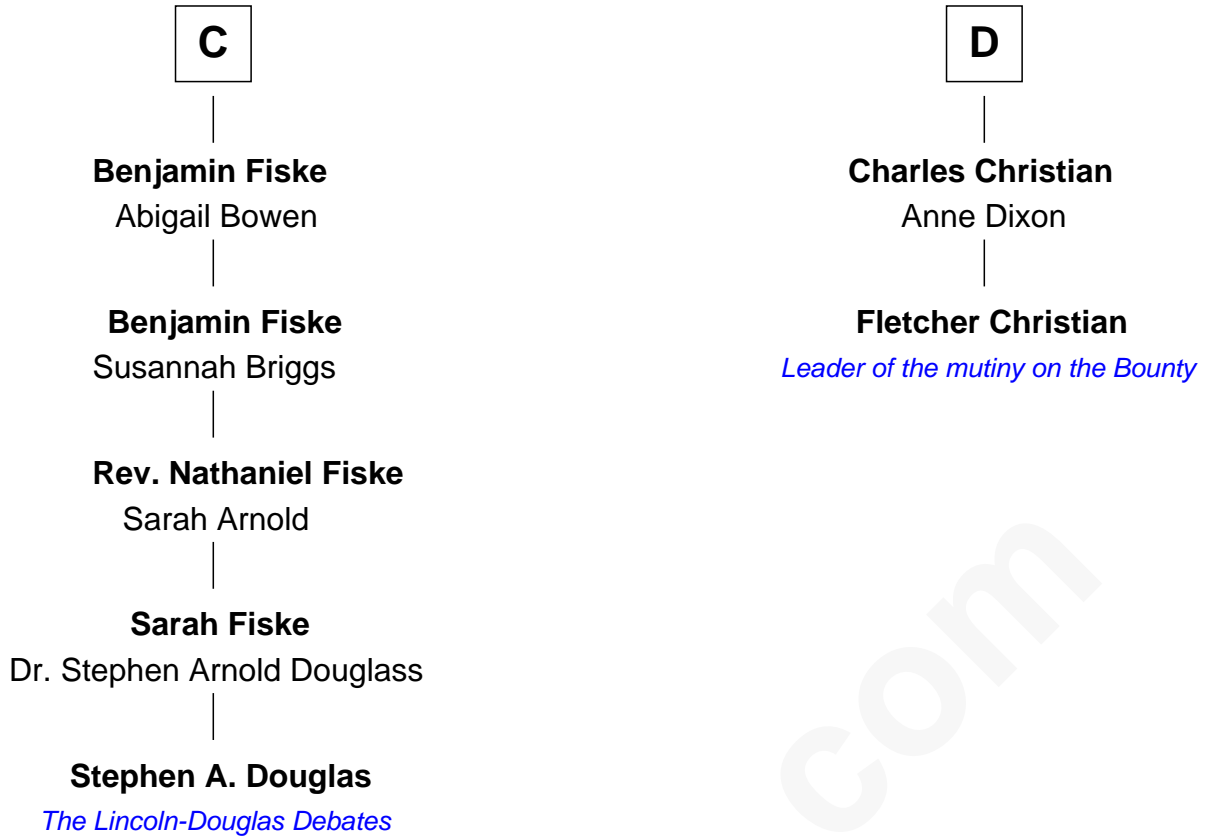 C
Benjamin Fiske
Abigail Bowen
Benjamin Fiske
Susannah Briggs
Rev. Nathaniel Fiske
Sarah Arnold
Sarah Fiske
Dr. Stephen Arnold Douglass
Stephen A. Douglas
The Lincoln-Douglas Debates
D
Charles Christian
Anne Dixon
Fletcher Christian
Leader of the mutiny on the Bounty
com